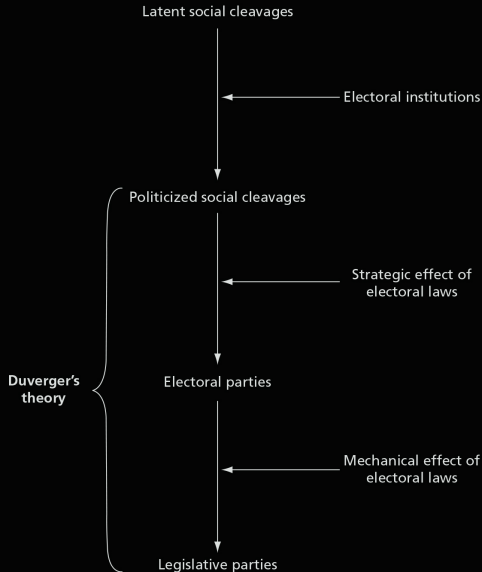 Latent social cleavages
Electoral institutions
Politicized social cleavages
Strategic effect of
electoral laws
Duverger's
theory
Electoral parties
Mechanical effect of
electoral laws
Legislative parties